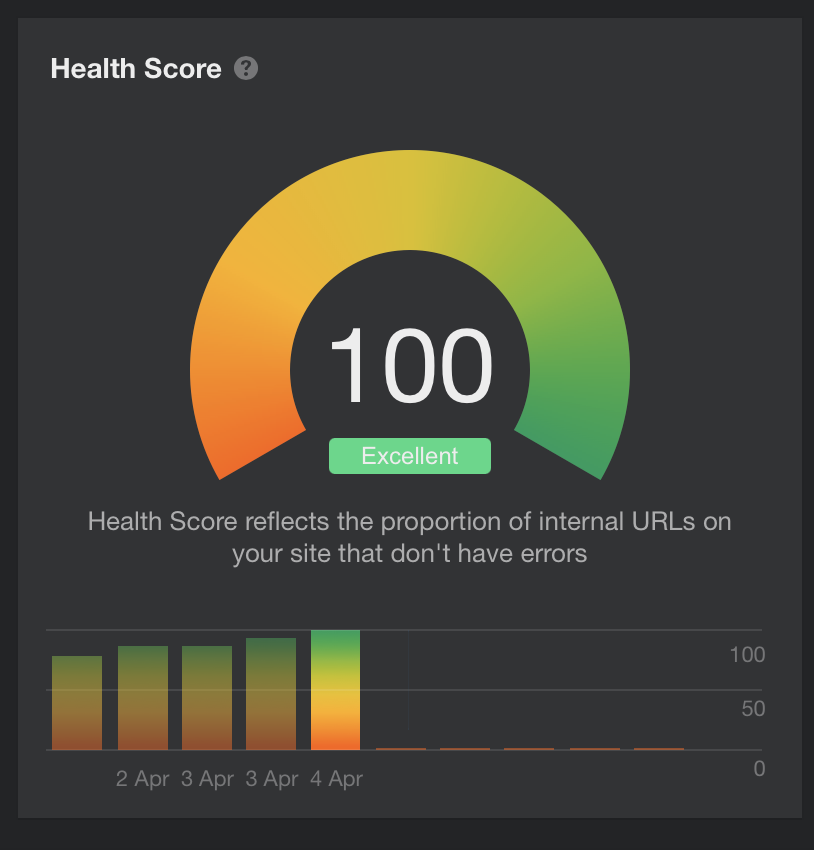 Health Score ?
100
Excellent
Health Score reflects the proportion of internal URLs on
your site that don't have errors
100
50
0
2 Apr 3 Apr 3 Apr 4 Apr